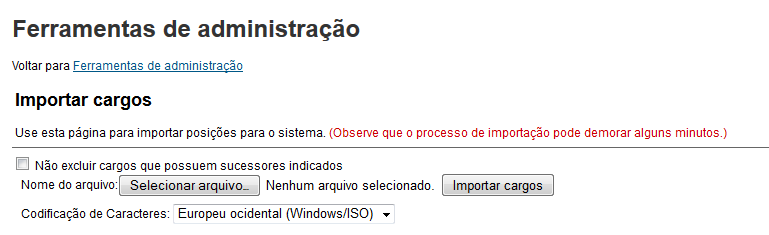 Ferramentas de administração
Voltar para Ferramentas de administração
Importar cargos
Use esta página para importar posições para o sistema. (Observe que o processo de importação pode demorar alguns minutos.)
Não excluir cargos que possuem sucessores indicados
Nome do arquivo: Selecionar arquivo... Nenhum arquivo selecionado. Importar cargos
Codificação de Caracteres: Europeu ocidental (Windows/ISO)